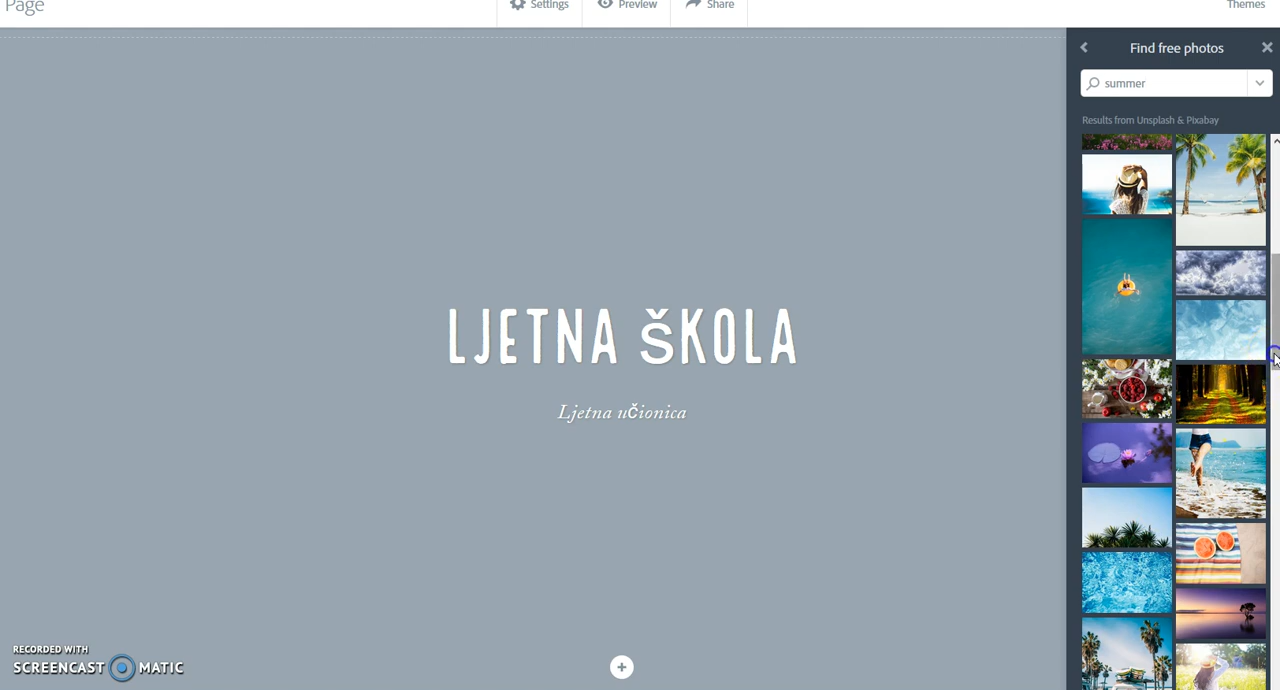 Page
Settings
Preview
Share
Themes
Find free photos
summer
Results from Unsplash & Pixabay
LJETNA ŠKOLA
Ljetna učionica
RECORDED WITH
SCREENCAST MATIC